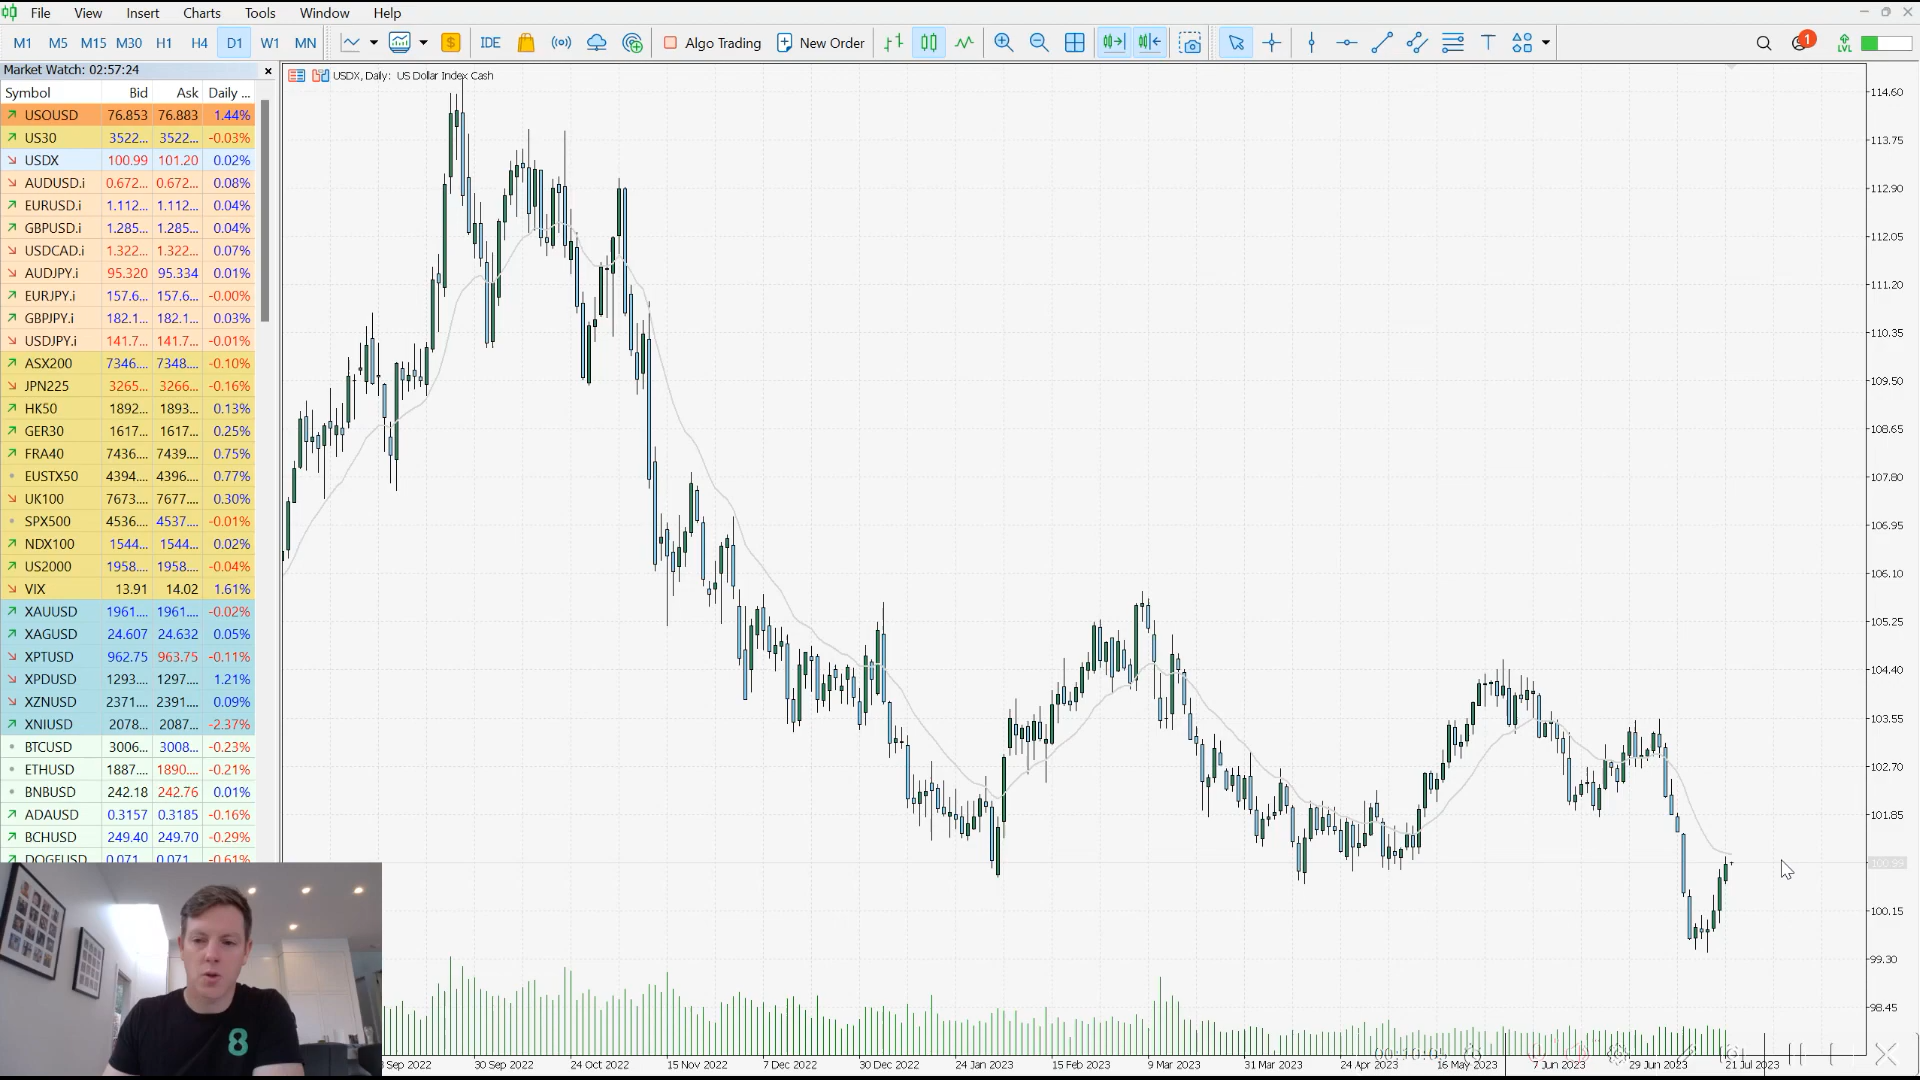 File View Insert Charts Tools Window Help
M1 M5 M15 M30 H1 H4 D1 W1 MN IDE Algo Trading New Order 1 LVL
Market Watch: 02:57:24
USDX, Daily: US Dollar Index Cash
Symbol Bid Ask Daily ...
USOUSD 76.853 76.883 1.44%
US30 3522... 3522... -0.03%
USDX 100.99 101.20 0.02%
AUDUSD.i 0.672... 0.672... 0.08%
EURUSD.i 1.112... 1.112... 0.04%
GBPUSD.i 1.285... 1.285... 0.04%
USDCAD.i 1.322... 1.322... 0.07%
AUDJPY.i 95.320 95.334 0.01%
EURJPY.i 157.6... 157.6... -0.00%
GBPJPY.i 182.1... 182.1... 0.03%
USDJPY.i 141.7... 141.7... -0.01%
ASX200 7346.... 7348.... -0.10%
JPN225 3265... 3266... -0.16%
HK50 1892... 1893... 0.13%
GER30 1617... 1617... 0.25%
FRA40 7436.... 7439.... 0.75%
EUSTX50 4394.... 4396.... 0.77%
UK100 7673.... 7677.... 0.30%
SPX500 4536.... 4537.... -0.01%
NDX100 1544... 1544... 0.02%
US2000 1958.... 1958.... -0.04%
VIX 13.91 14.02 1.61%
XAUUSD 1961.... 1961.... -0.02%
XAGUSD 24.607 24.632 0.05%
XPTUSD 962.75 963.75 -0.11%
XPDUSD 1293.... 1297.... 1.21%
XZNUSD 2371.... 2391.... 0.09%
XNIUSD 2078... 2087... -2.37%
BTCUSD 3006... 3008... -0.23%
ETHUSD 1887.... 1890.... -0.21%
BNBUSD 242.18 242.76 0.01%
ADAUSD 0.3157 0.3185 -0.16%
BCHUSD 249.40 249.70 -0.29%
DOGEUSD 0.071... 0.071... -0.61%
114.60
113.75
112.90
112.05
111.20
110.35
109.50
108.65
107.80
106.95
106.10
105.25
104.40
103.55
102.70
101.85
100.99
100.15
99.30
98.45
8
Sep 2022 30 Sep 2022 24 Oct 2022 15 Nov 2022 7 Dec 2022 30 Dec 2022 24 Jan 2023 15 Feb 2023 9 Mar 2023 31 Mar 2023 24 Apr 2023 16 May 2023 7 Jun 2023 29 Jun 2023 21 Jul 2023